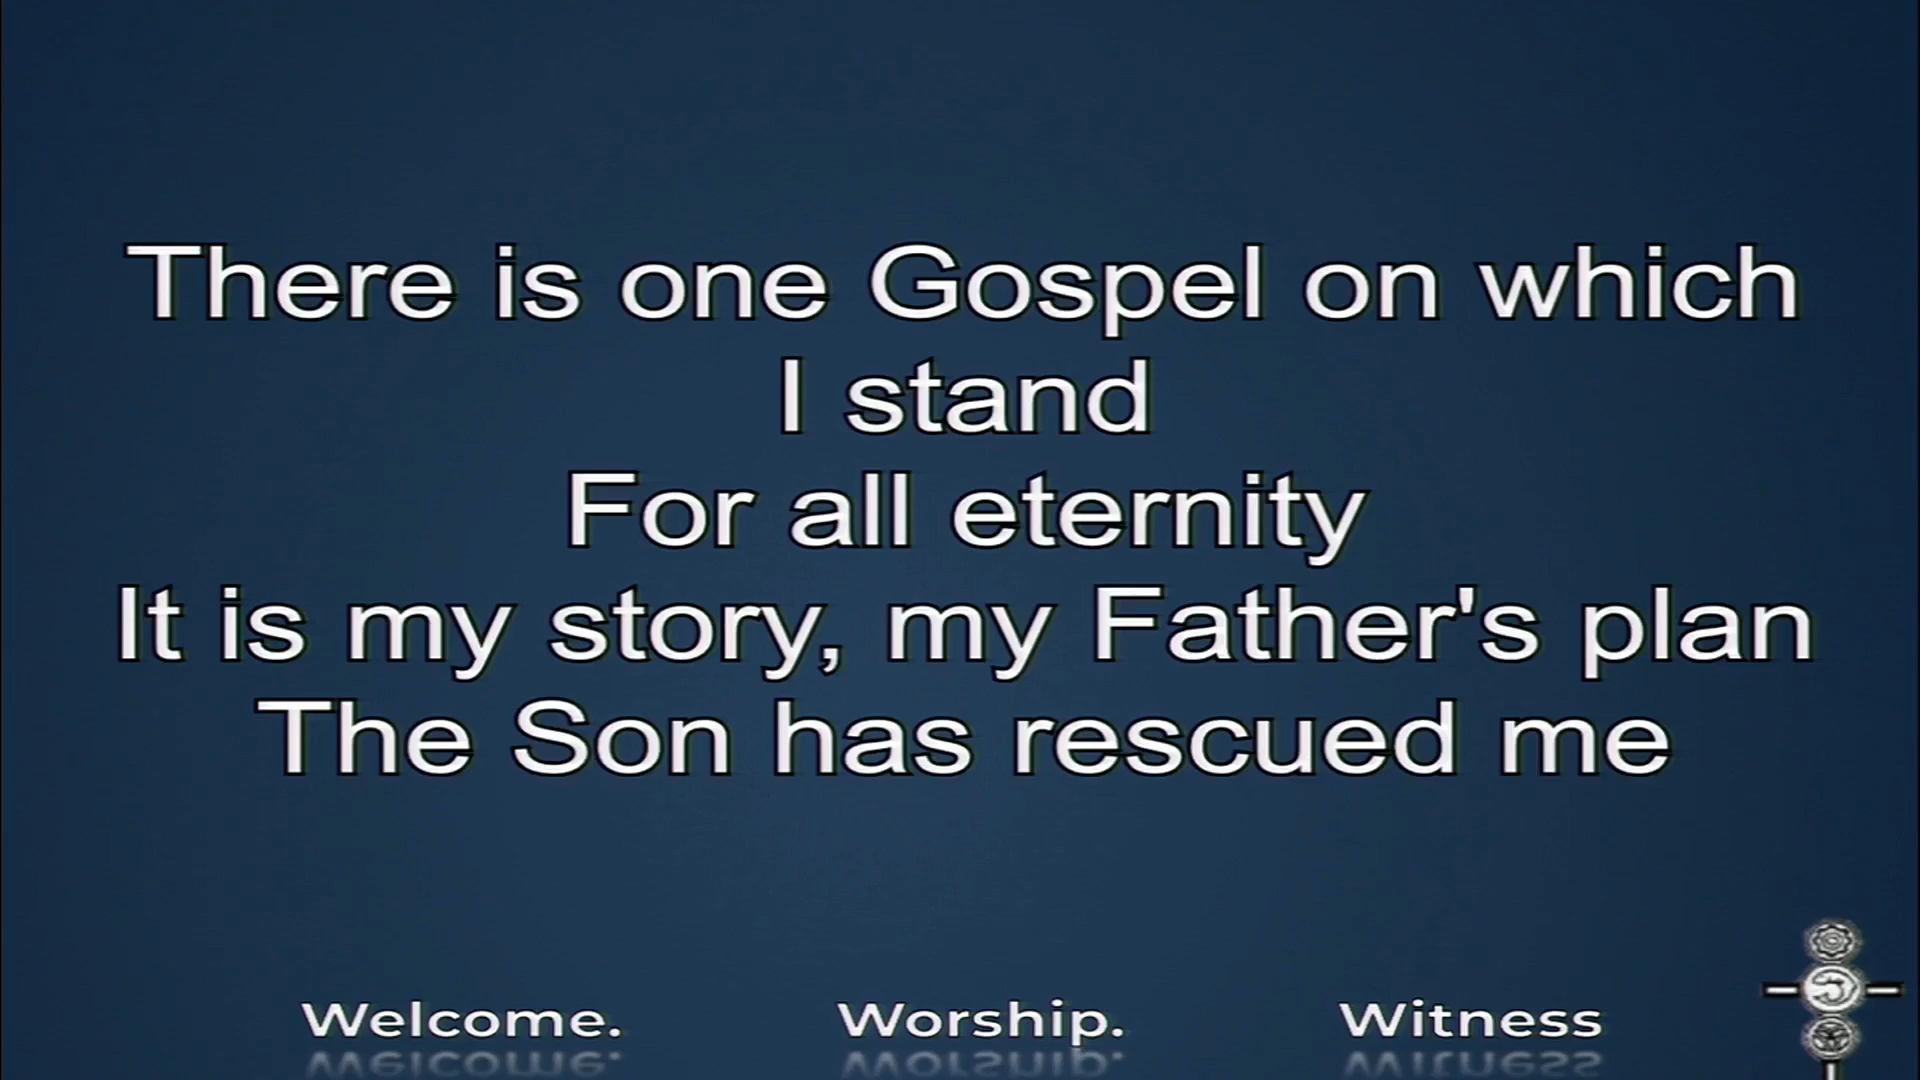 There is one Gospel on which
I stand
For all eternity
It is my story, my Father's plan
The Son has rescued me
Welcome. Worship. Witness